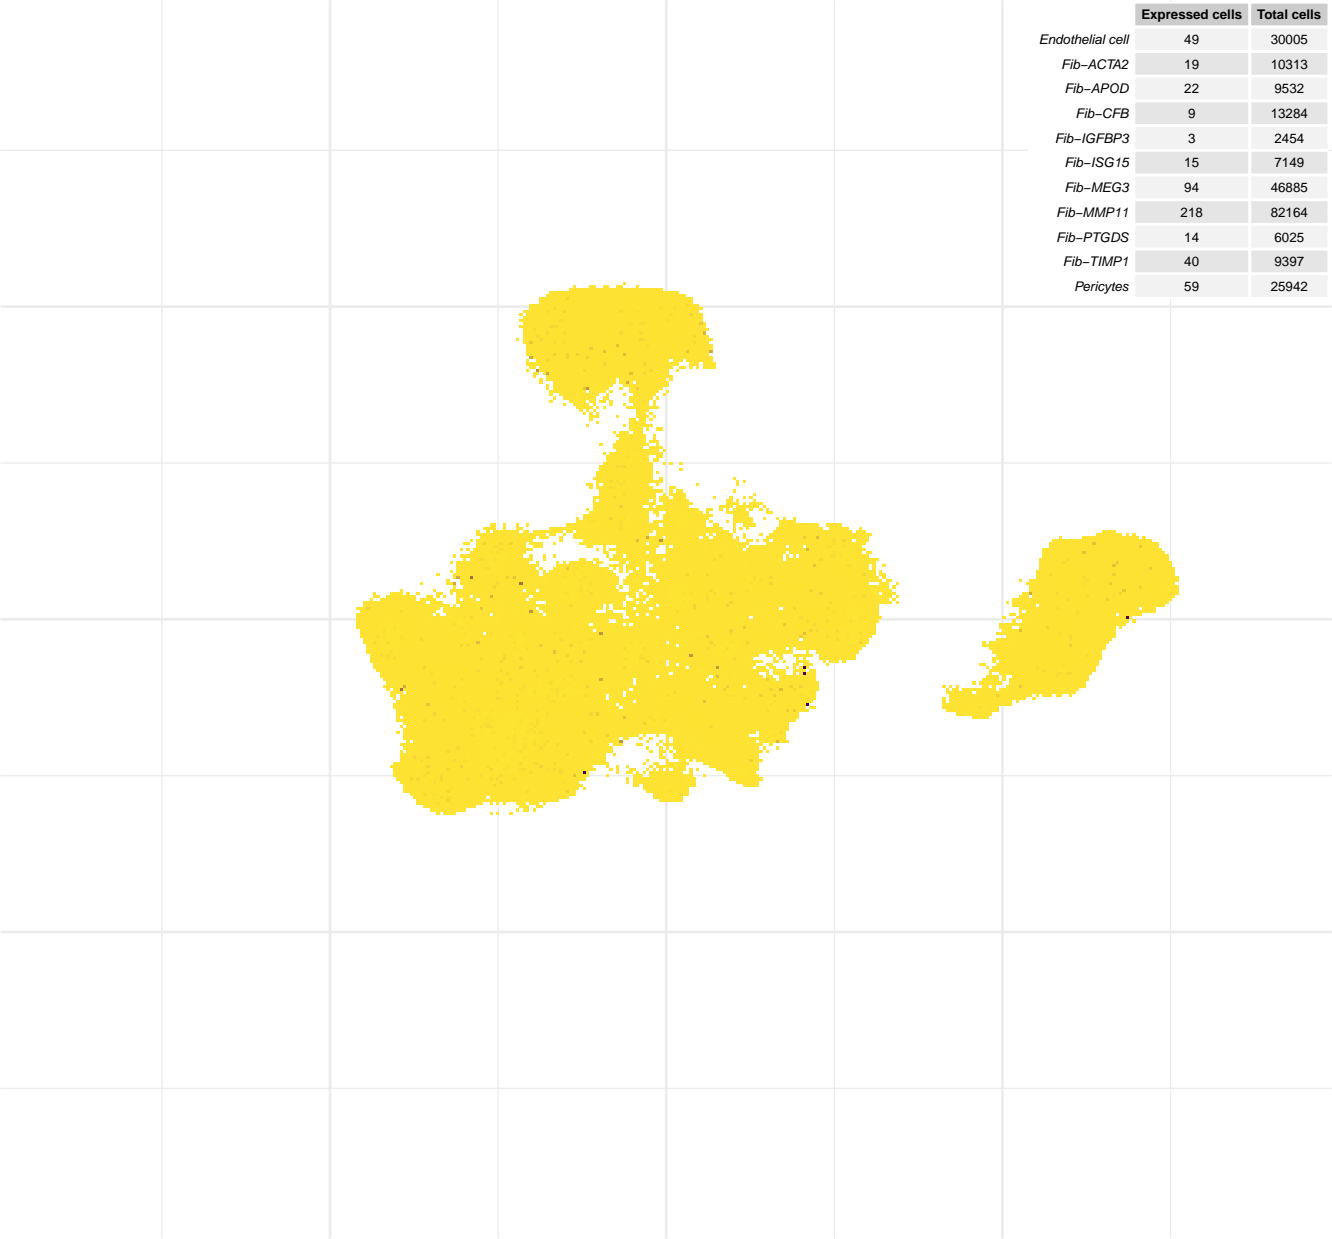 Expressed cells Total cells
Endothelial cell 49 30005
Fib−ACTA2 19 10313
Fib−APOD 22 9532
Fib−CFB 9 13284
Fib−IGFBP3 3 2454
Fib−ISG15 15 7149
Fib−MEG3 94 46885
Fib−MMP11 218 82164
Fib−PTGDS 14 6025
Fib−TIMP1 40 9397
Pericytes 59 25942